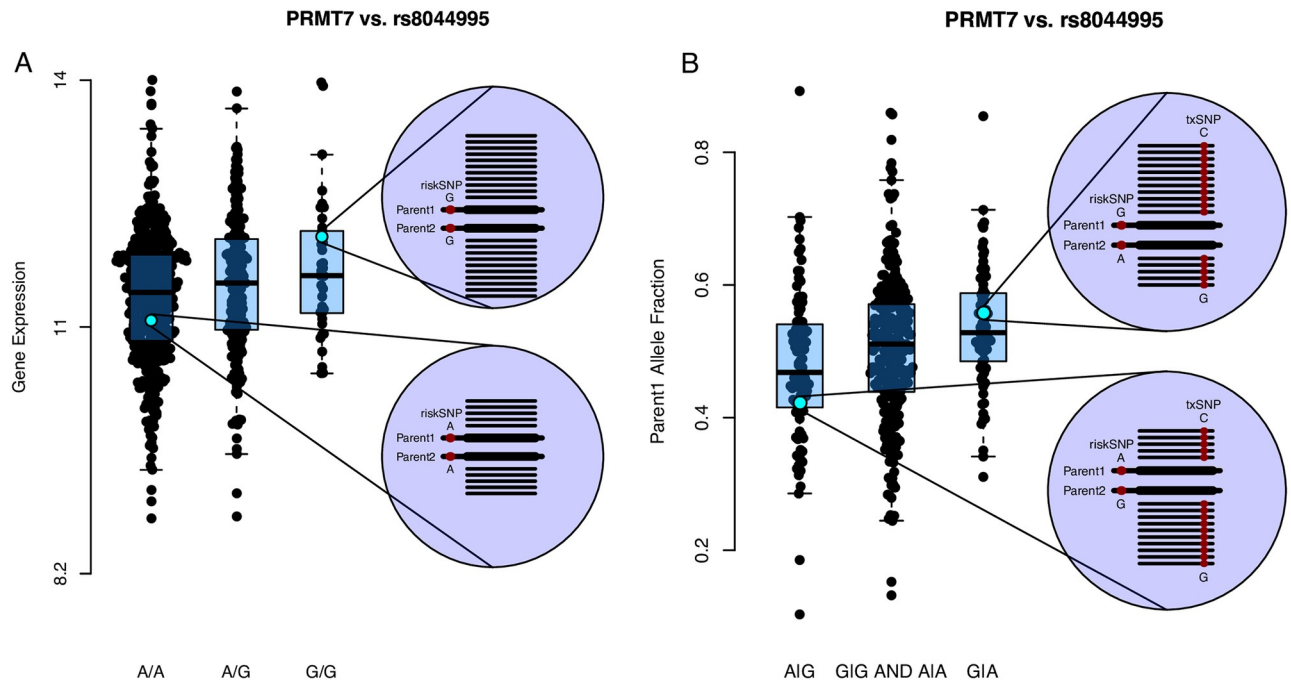 PRMT7 vs. rs8044995
A
Gene Expression
14
11
8.2
riskSNP
G
Parent1
Parent2
G
riskSNP
A
Parent1
Parent2
A
A/A
A/G
G/G
PRMT7 vs. rs8044995
B
Parent1 Allele Fraction
0.8
0.6
0.4
0.2
txSNP
C
riskSNP
G
Parent1
Parent2
A
G
txSNP
C
riskSNP
A
Parent1
Parent2
G
G
A|G
G|G AND A|A
G|A